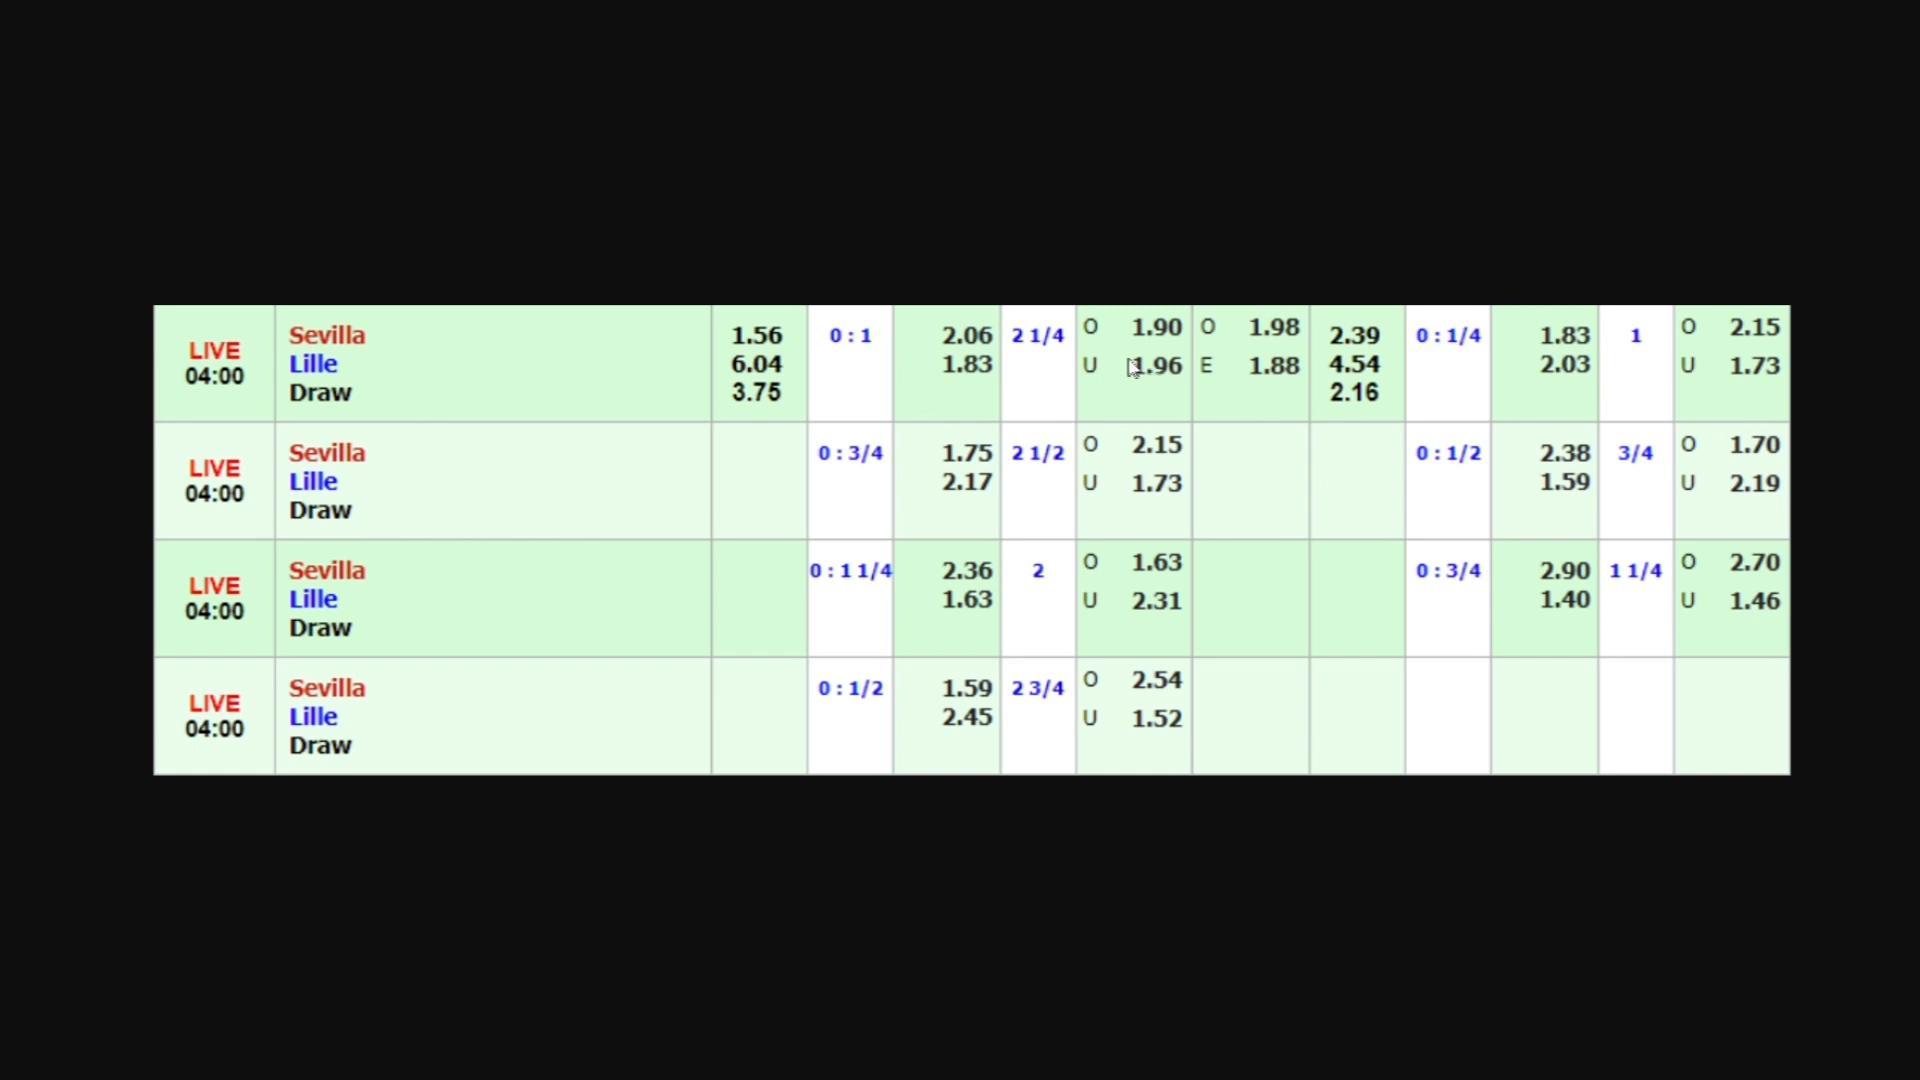 LIVE 04:00 Sevilla Lille Draw 1.56 6.04 3.75 0 : 1 2.06 1.83 2 1/4 O 1.90 U 1.96 O 1.98 E 1.88 2.39 4.54 2.16 0 : 1/4 1.83 2.03 1 O 2.15 U 1.73
LIVE 04:00 Sevilla Lille Draw 0 : 3/4 1.75 2.17 2 1/2 O 2.15 U 1.73 0 : 1/2 2.38 1.59 3/4 O 1.70 U 2.19
LIVE 04:00 Sevilla Lille Draw 0 : 1 1/4 2.36 1.63 2 O 1.63 U 2.31 0 : 3/4 2.90 1.40 1 1/4 O 2.70 U 1.46
LIVE 04:00 Sevilla Lille Draw 0 : 1/2 1.59 2.45 2 3/4 O 2.54 U 1.52